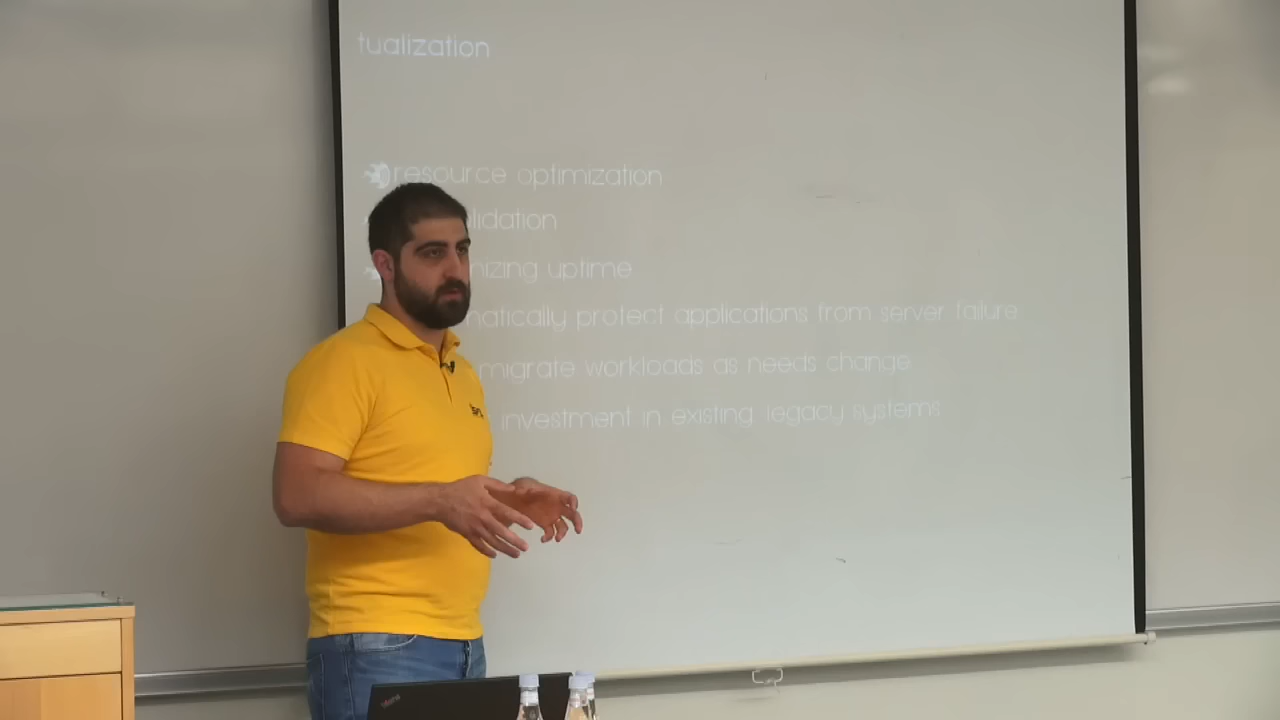 tualization
resource optimization
lidation
nizing uptime
natically protect applications from server failure
migrate workloads as needs change
investment in existing legacy systems